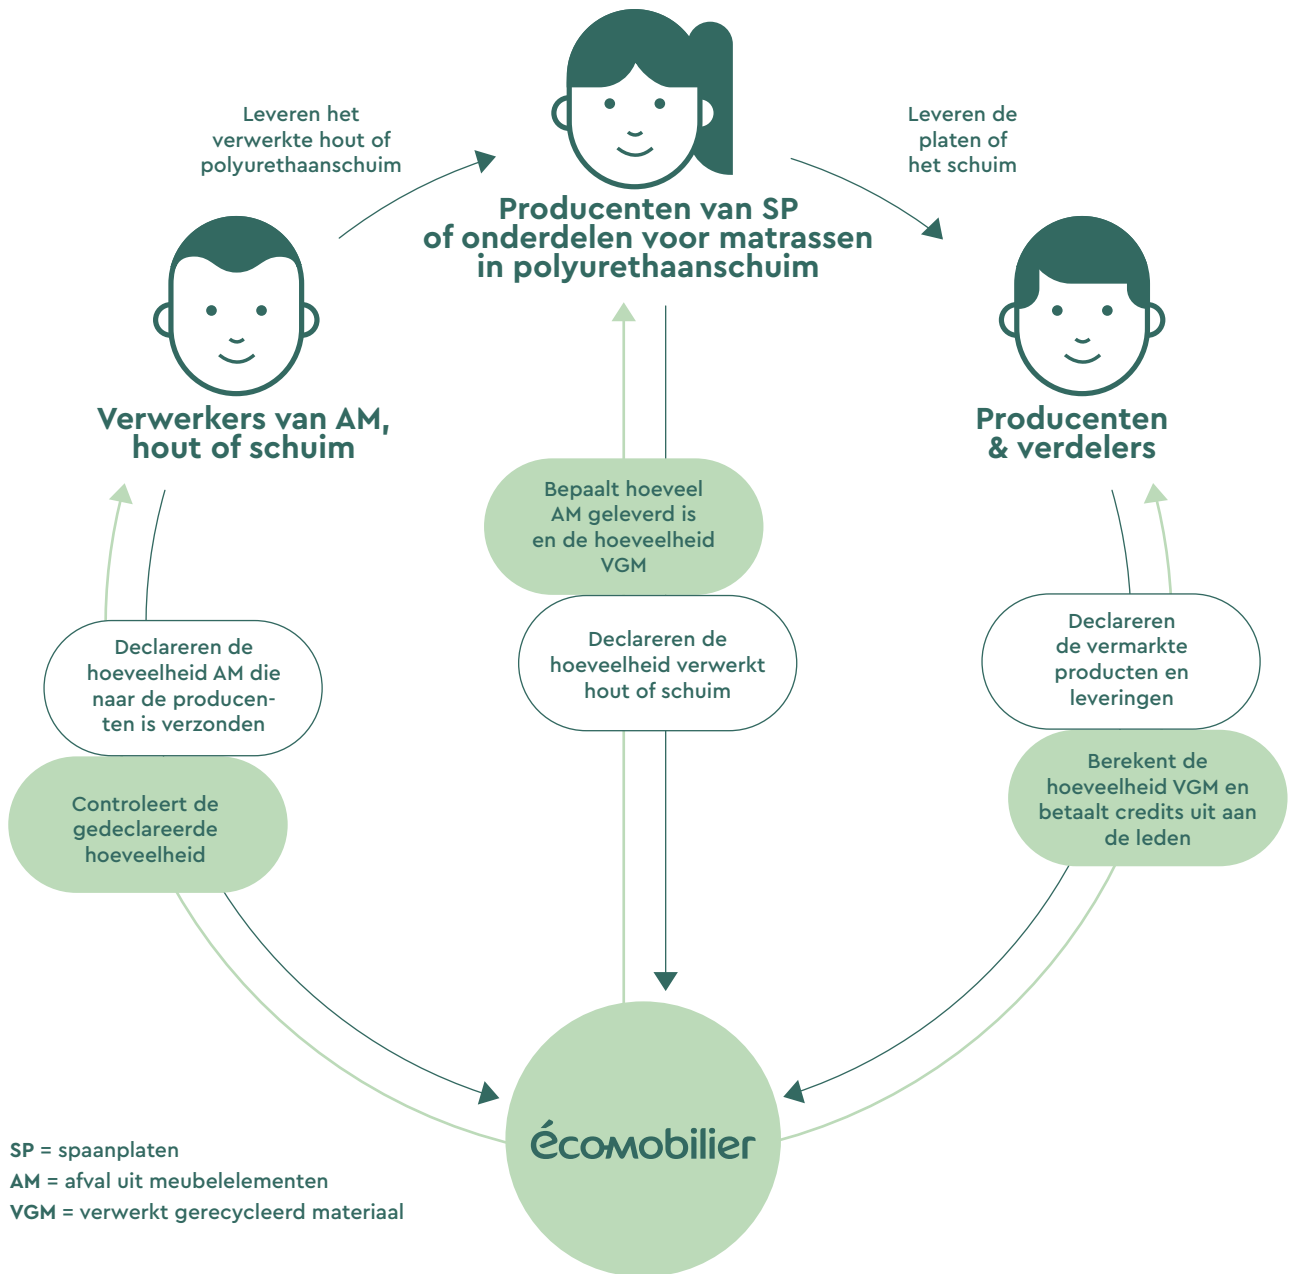 Leveren het
verwerkte hout of
polyurethaanschuim
Leveren de
platen of
het schuim
Producenten van SP
of onderdelen voor matrassen
in polyurethaanschuim
Verwerkers van AM,
hout of schuim
Producenten
& verdelers
Bepaalt hoeveel
AM geleverd is
en de hoeveelheid
VGM
Declareren de
hoeveelheid verwerkt
hout of schuim
Declareren de
hoeveelheid AM die
naar de producen-
ten is verzonden
Controleert de
gedeclareerde
hoeveelheid
Declareren
de vermarkte
producten en
leveringen
Berekent de
hoeveelheid VGM en
betaalt credits uit aan
de leden
écomobilier
SP = spaanplaten
AM = afval uit meubelelementen
VGM = verwerkt gerecycleerd materiaal